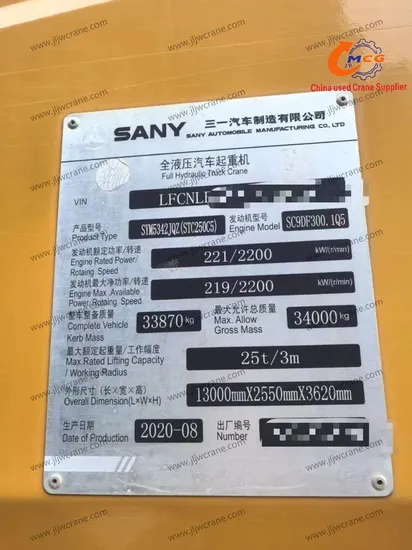 www.jljwcrane.com
MCG
China used Crane Supplier
SANY 三一汽车制造有限公司
SANY AUTOMOBILE MANUFACTURING CO., LTD
全液压汽车起重机
Full Hydraulic Truck Crane
VIN LFCNL
产品型号 SYM5342JQZ(STC250C5) 发动机型号 SC9DF300.1Q5
Product Type Engine Model
发动机额定功率/转速
Engine Rated Power/ 221/2200 kW/(r/min)
Rotaing Speed
发动机最大净功率/转速
Engine Max. Available 219/2200 kW/(r/min)
Power/Rotaing Speed
整车整备质量 最大允许总质量
Complete Vehicle 33870kg Max. Allow 34000kg
Kerb Mass Gross Mass
最大额定起重量/工作幅度
Max.Rated Lifting Capacity 25t/3m
/ Working Radius
外形尺寸 (长×宽×高) 13000mmX2550mmX3620mm
Overall Dimension(L×W×H)
生产日期 2020-08 出厂编号
Date of Production Number